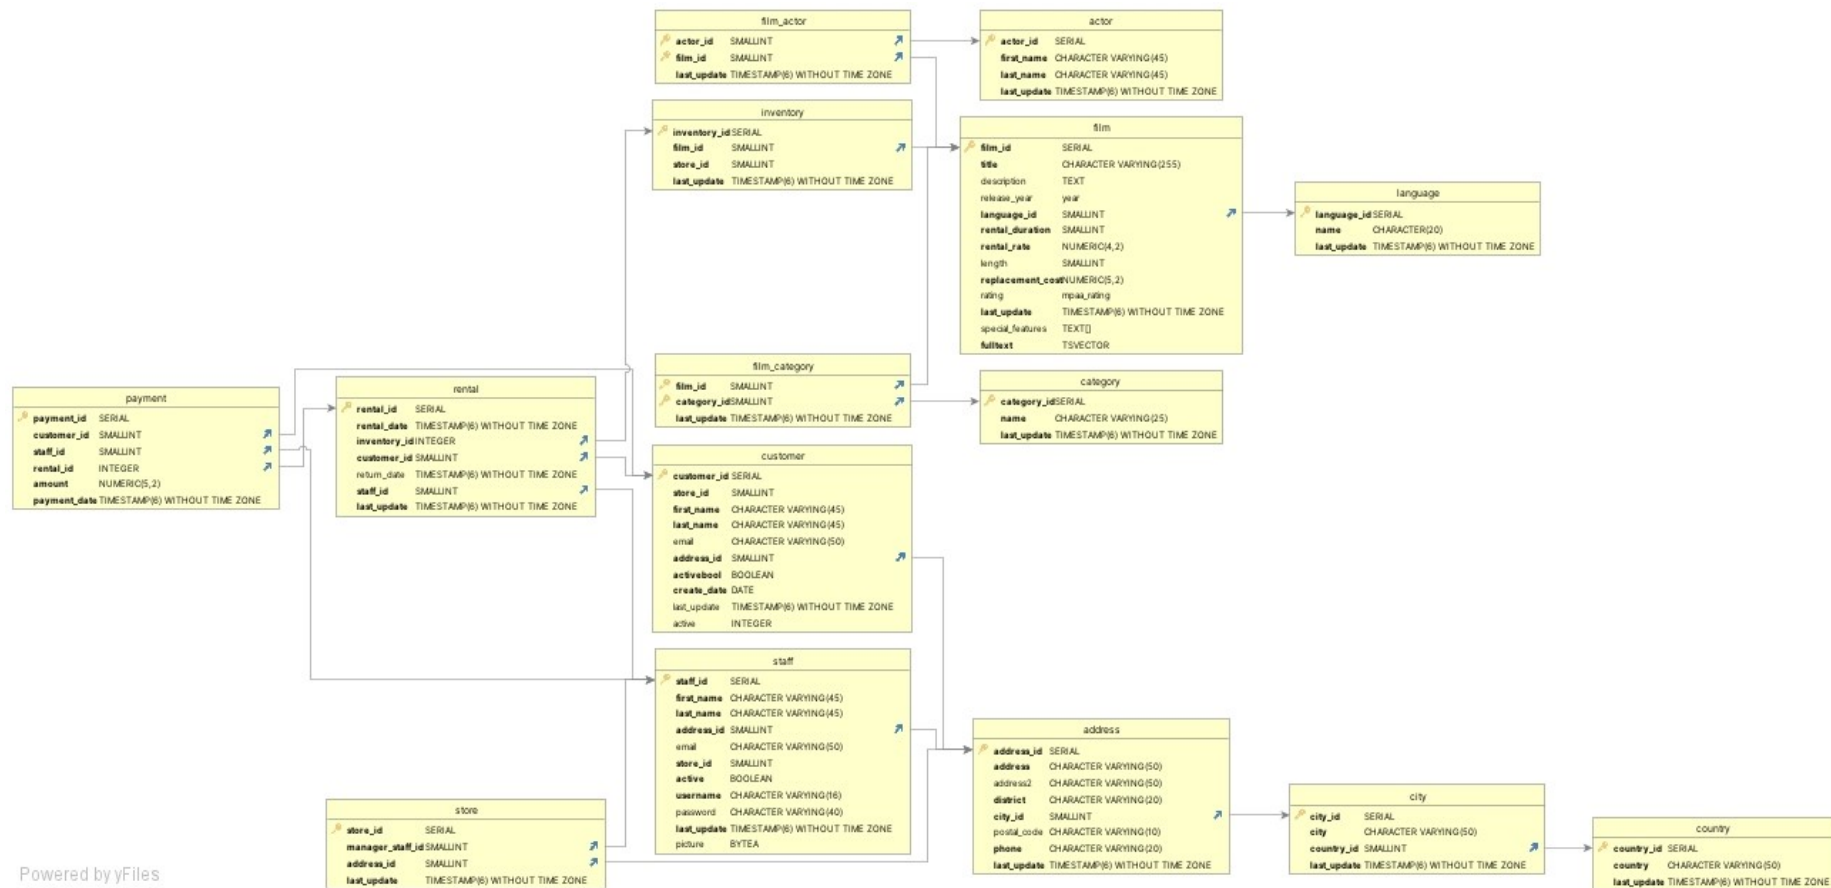 film_actor
actor_id SMALLINT
film_id SMALLINT
last_update TIMESTAMP(6) WITHOUT TIME ZONE
actor
actor_id SERIAL
first_name CHARACTER VARYING(45)
last_name CHARACTER VARYING(45)
last_update TIMESTAMP(6) WITHOUT TIME ZONE
inventory
inventory_id SERIAL
film_id SMALLINT
store_id SMALLINT
last_update TIMESTAMP(6) WITHOUT TIME ZONE
film
film_id SERIAL
title CHARACTER VARYING(255)
description TEXT
release_year year
language_id SMALLINT
rental_duration SMALLINT
rental_rate NUMERIC(4,2)
length SMALLINT
replacement_cost NUMERIC(5,2)
rating mpaa_rating
last_update TIMESTAMP(6) WITHOUT TIME ZONE
special_features TEXT[]
fulltext TSVECTOR
language
language_id SERIAL
name CHARACTER(20)
last_update TIMESTAMP(6) WITHOUT TIME ZONE
payment
payment_id SERIAL
customer_id SMALLINT
staff_id SMALLINT
rental_id INTEGER
amount NUMERIC(5,2)
payment_date TIMESTAMP(6) WITHOUT TIME ZONE
rental
rental_id SERIAL
rental_date TIMESTAMP(6) WITHOUT TIME ZONE
inventory_id INTEGER
customer_id SMALLINT
return_date TIMESTAMP(6) WITHOUT TIME ZONE
staff_id SMALLINT
last_update TIMESTAMP(6) WITHOUT TIME ZONE
film_category
film_id SMALLINT
category_id SMALLINT
last_update TIMESTAMP(6) WITHOUT TIME ZONE
category
category_id SERIAL
name CHARACTER VARYING(25)
last_update TIMESTAMP(6) WITHOUT TIME ZONE
customer
customer_id SERIAL
store_id SMALLINT
first_name CHARACTER VARYING(45)
last_name CHARACTER VARYING(45)
email CHARACTER VARYING(50)
address_id SMALLINT
activebool BOOLEAN
create_date DATE
last_update TIMESTAMP(6) WITHOUT TIME ZONE
active INTEGER
staff
staff_id SERIAL
first_name CHARACTER VARYING(45)
last_name CHARACTER VARYING(45)
address_id SMALLINT
email CHARACTER VARYING(50)
store_id SMALLINT
active BOOLEAN
username CHARACTER VARYING(16)
password CHARACTER VARYING(40)
last_update TIMESTAMP(6) WITHOUT TIME ZONE
picture BYTEA
store
store_id SERIAL
manager_staff_id SMALLINT
address_id SMALLINT
last_update TIMESTAMP(6) WITHOUT TIME ZONE
address
address_id SERIAL
address CHARACTER VARYING(50)
address2 CHARACTER VARYING(50)
district CHARACTER VARYING(20)
city_id SMALLINT
postal_code CHARACTER VARYING(10)
phone CHARACTER VARYING(20)
last_update TIMESTAMP(6) WITHOUT TIME ZONE
city
city_id SERIAL
city CHARACTER VARYING(50)
country_id SMALLINT
last_update TIMESTAMP(6) WITHOUT TIME ZONE
country
country_id SERIAL
country CHARACTER VARYING(50)
last_update TIMESTAMP(6) WITHOUT TIME ZONE
Powered by yFiles